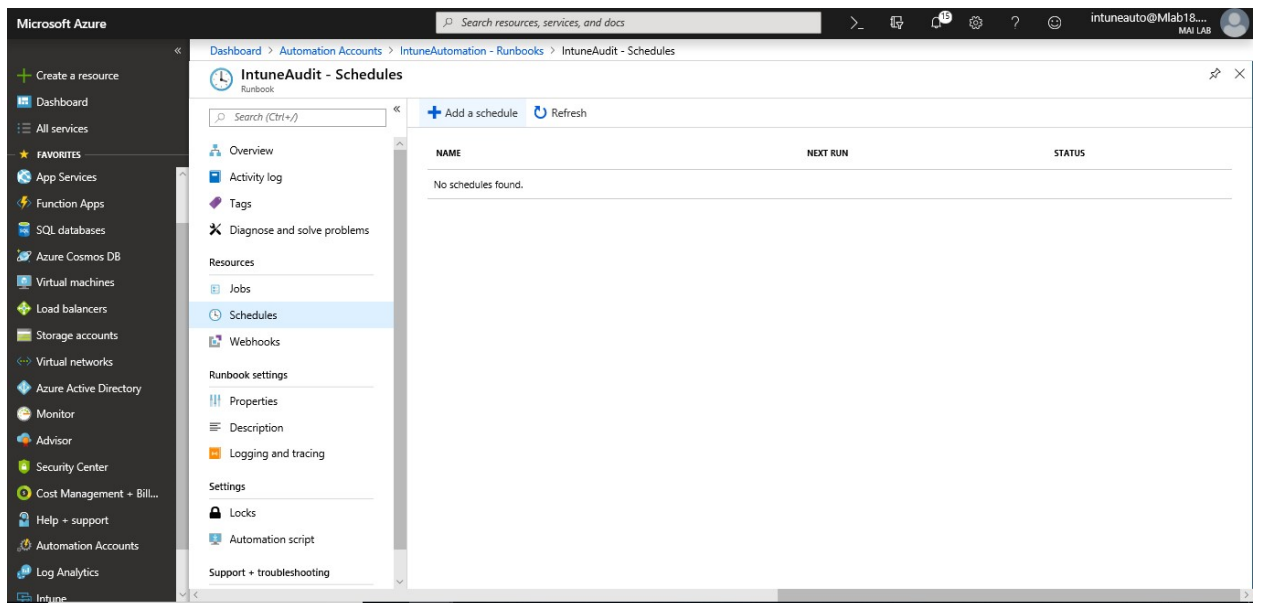 Microsoft Azure
Search resources, services, and docs
15
intuneauto@Mlab18....
MAI LAB
Create a resource
Dashboard
All services
FAVORITES
App Services
Function Apps
SQL databases
Azure Cosmos DB
Virtual machines
Load balancers
Storage accounts
Virtual networks
Azure Active Directory
Monitor
Advisor
Security Center
Cost Management + Bill...
Help + support
Automation Accounts
Log Analytics
Intune
Dashboard > Automation Accounts > IntuneAutomation - Runbooks > IntuneAudit - Schedules
IntuneAudit - Schedules
Runbook
Search (Ctrl+/)
Overview
Activity log
Tags
Diagnose and solve problems
Resources
Jobs
Schedules
Webhooks
Runbook settings
Properties
Description
Logging and tracing
Settings
Locks
Automation script
Support + troubleshooting
Add a schedule Refresh
NAME NEXT RUN STATUS
No schedules found.